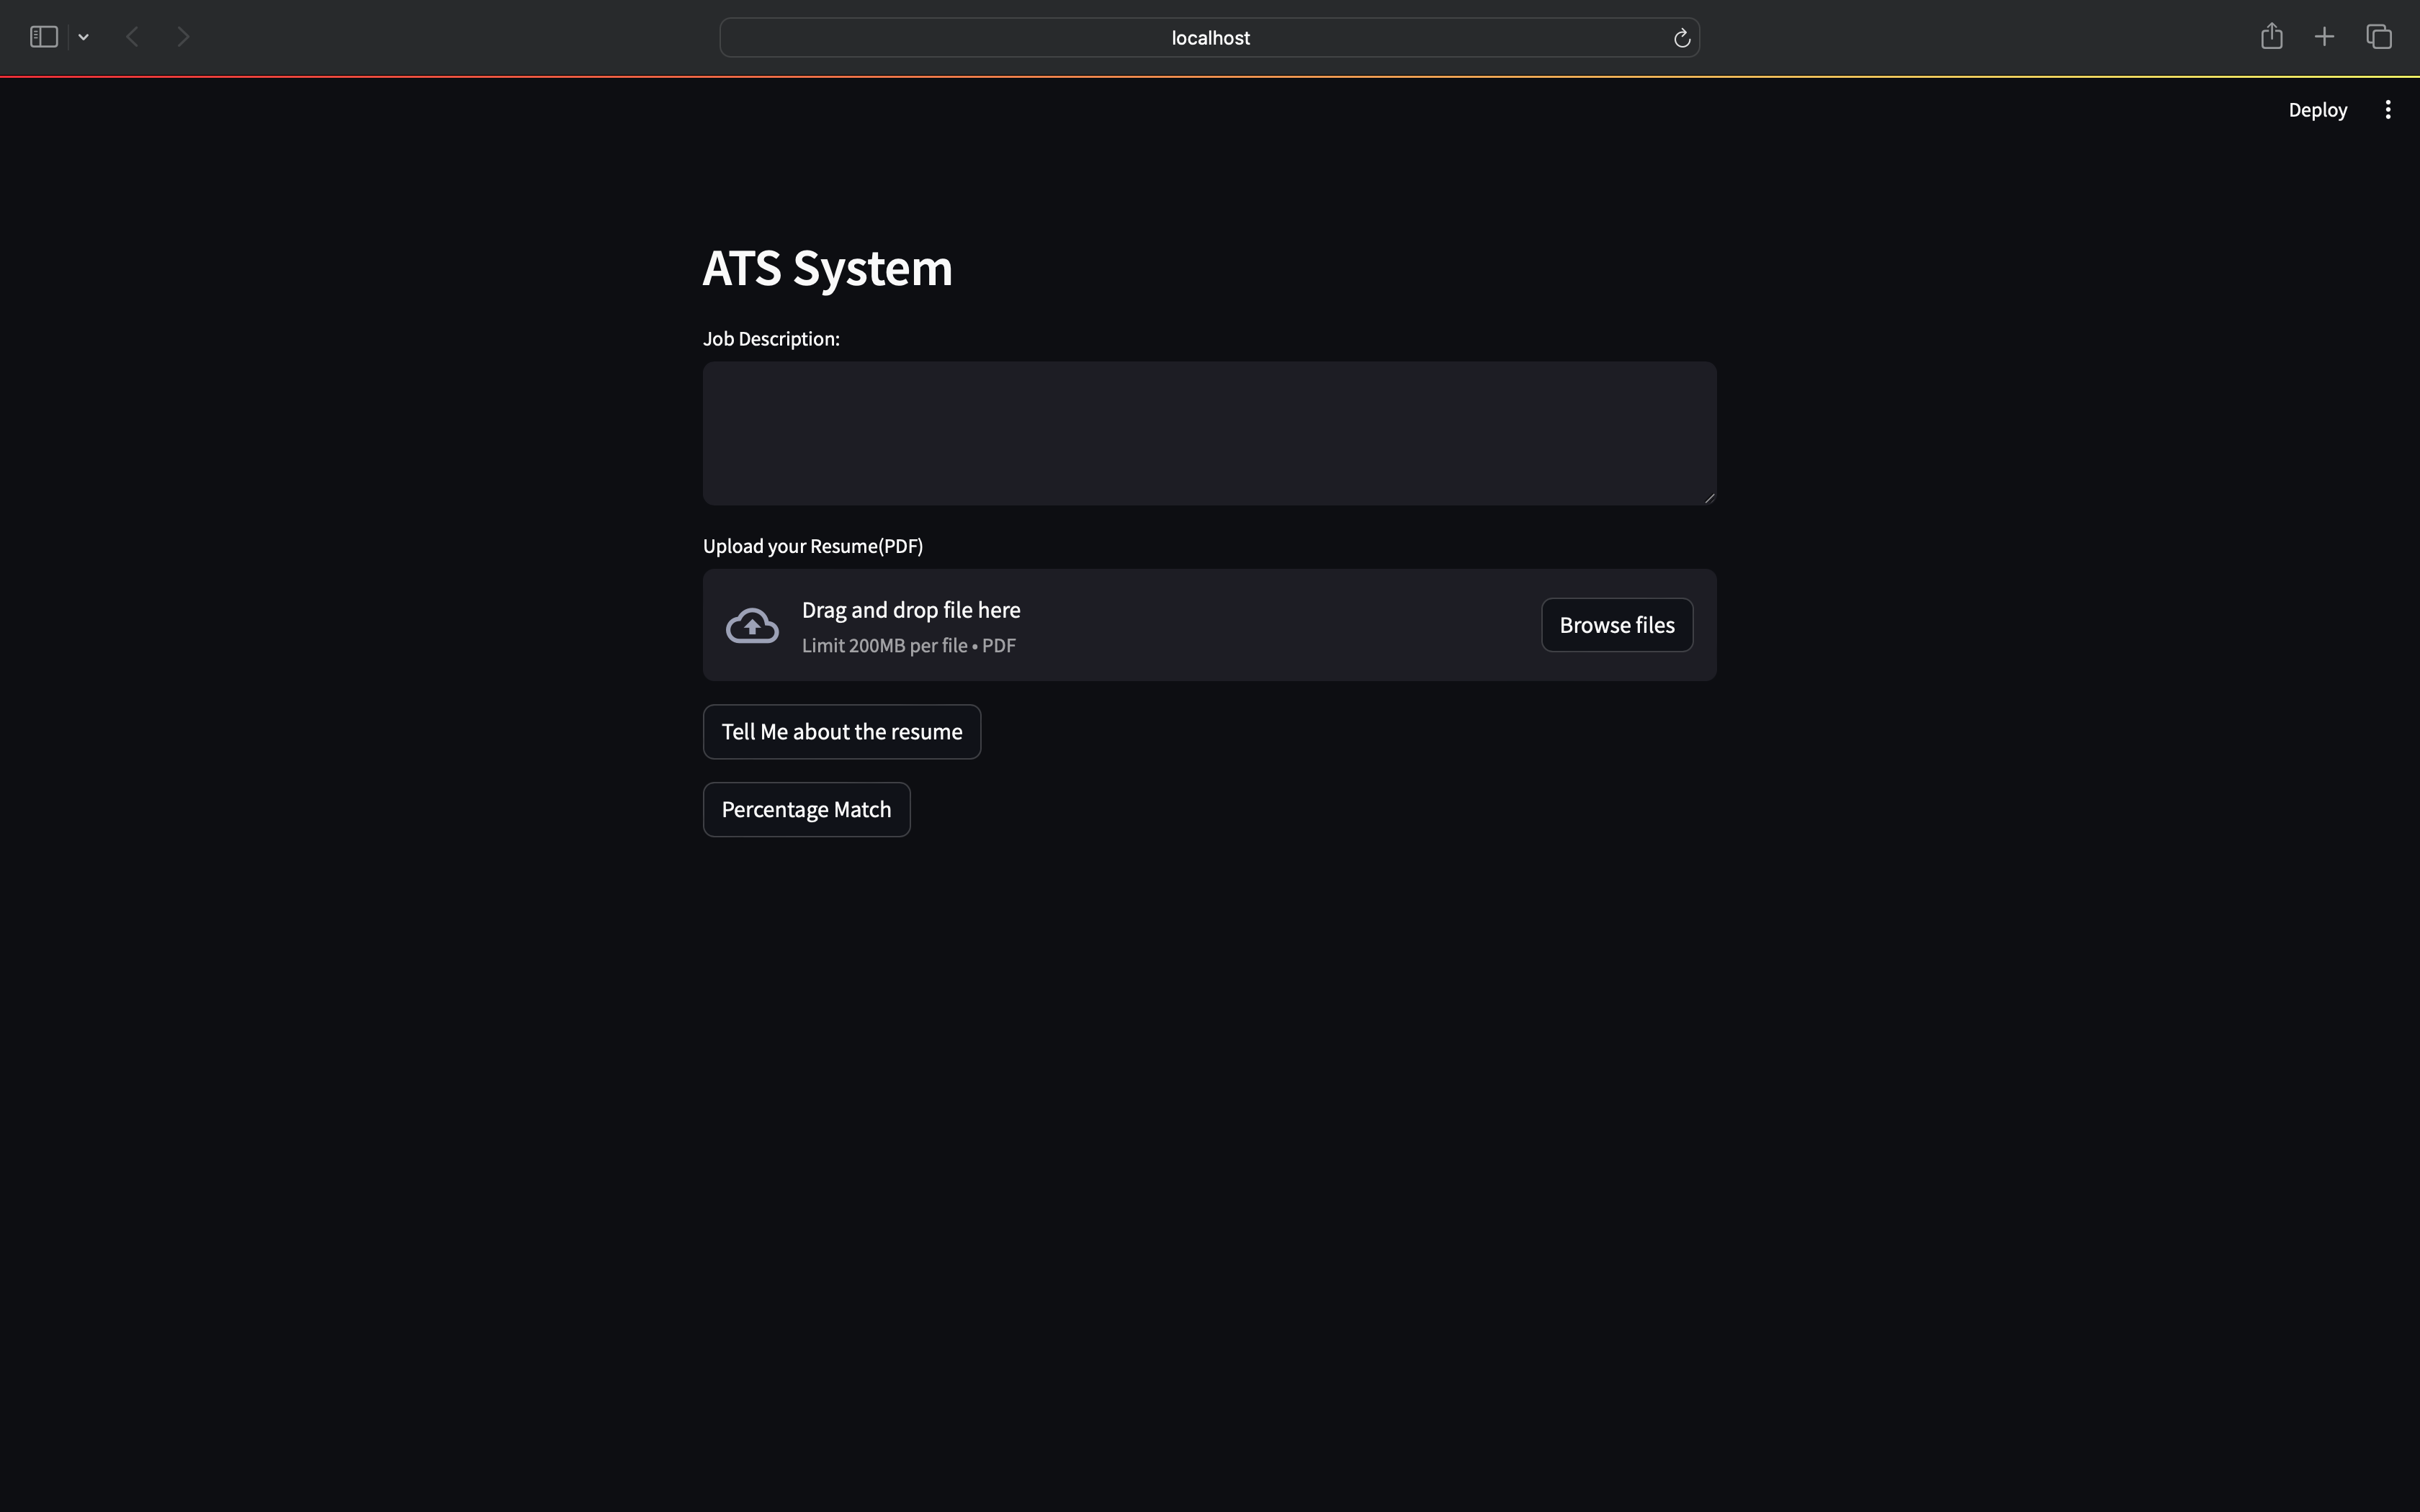 localhost
Deploy
ATS System
Job Description:
Upload your Resume(PDF)
Drag and drop file here
Limit 200MB per file • PDF
Browse files
Tell Me about the resume
Percentage Match